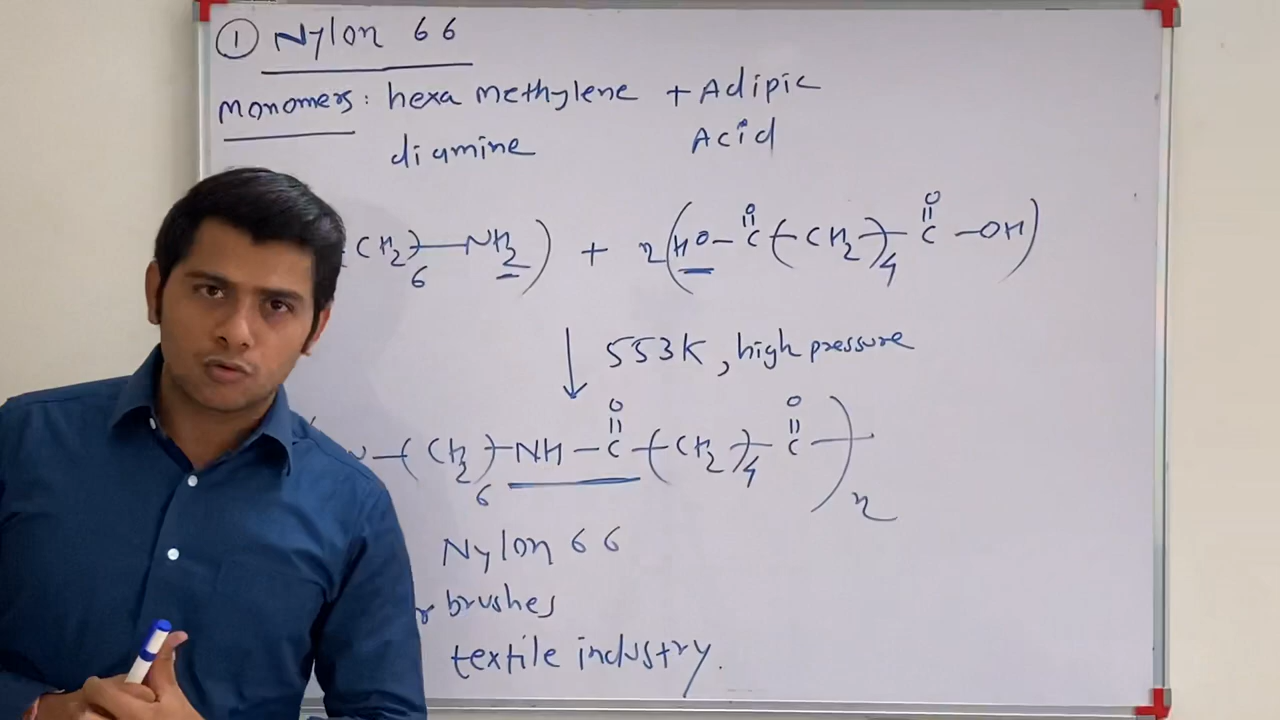 ① Nylon 66
Monomers: hexa methylene + Adipic
diamine Acid
(CH2)6—NH2) + n(HO-C(=O)-(CH2)4-C(=O)-OH)
↓ 553K, high pressure
-(CH2)6-NH-C(=O)-(CH2)4-C(=O)-)n
Nylon 66
brushes
textile industry.